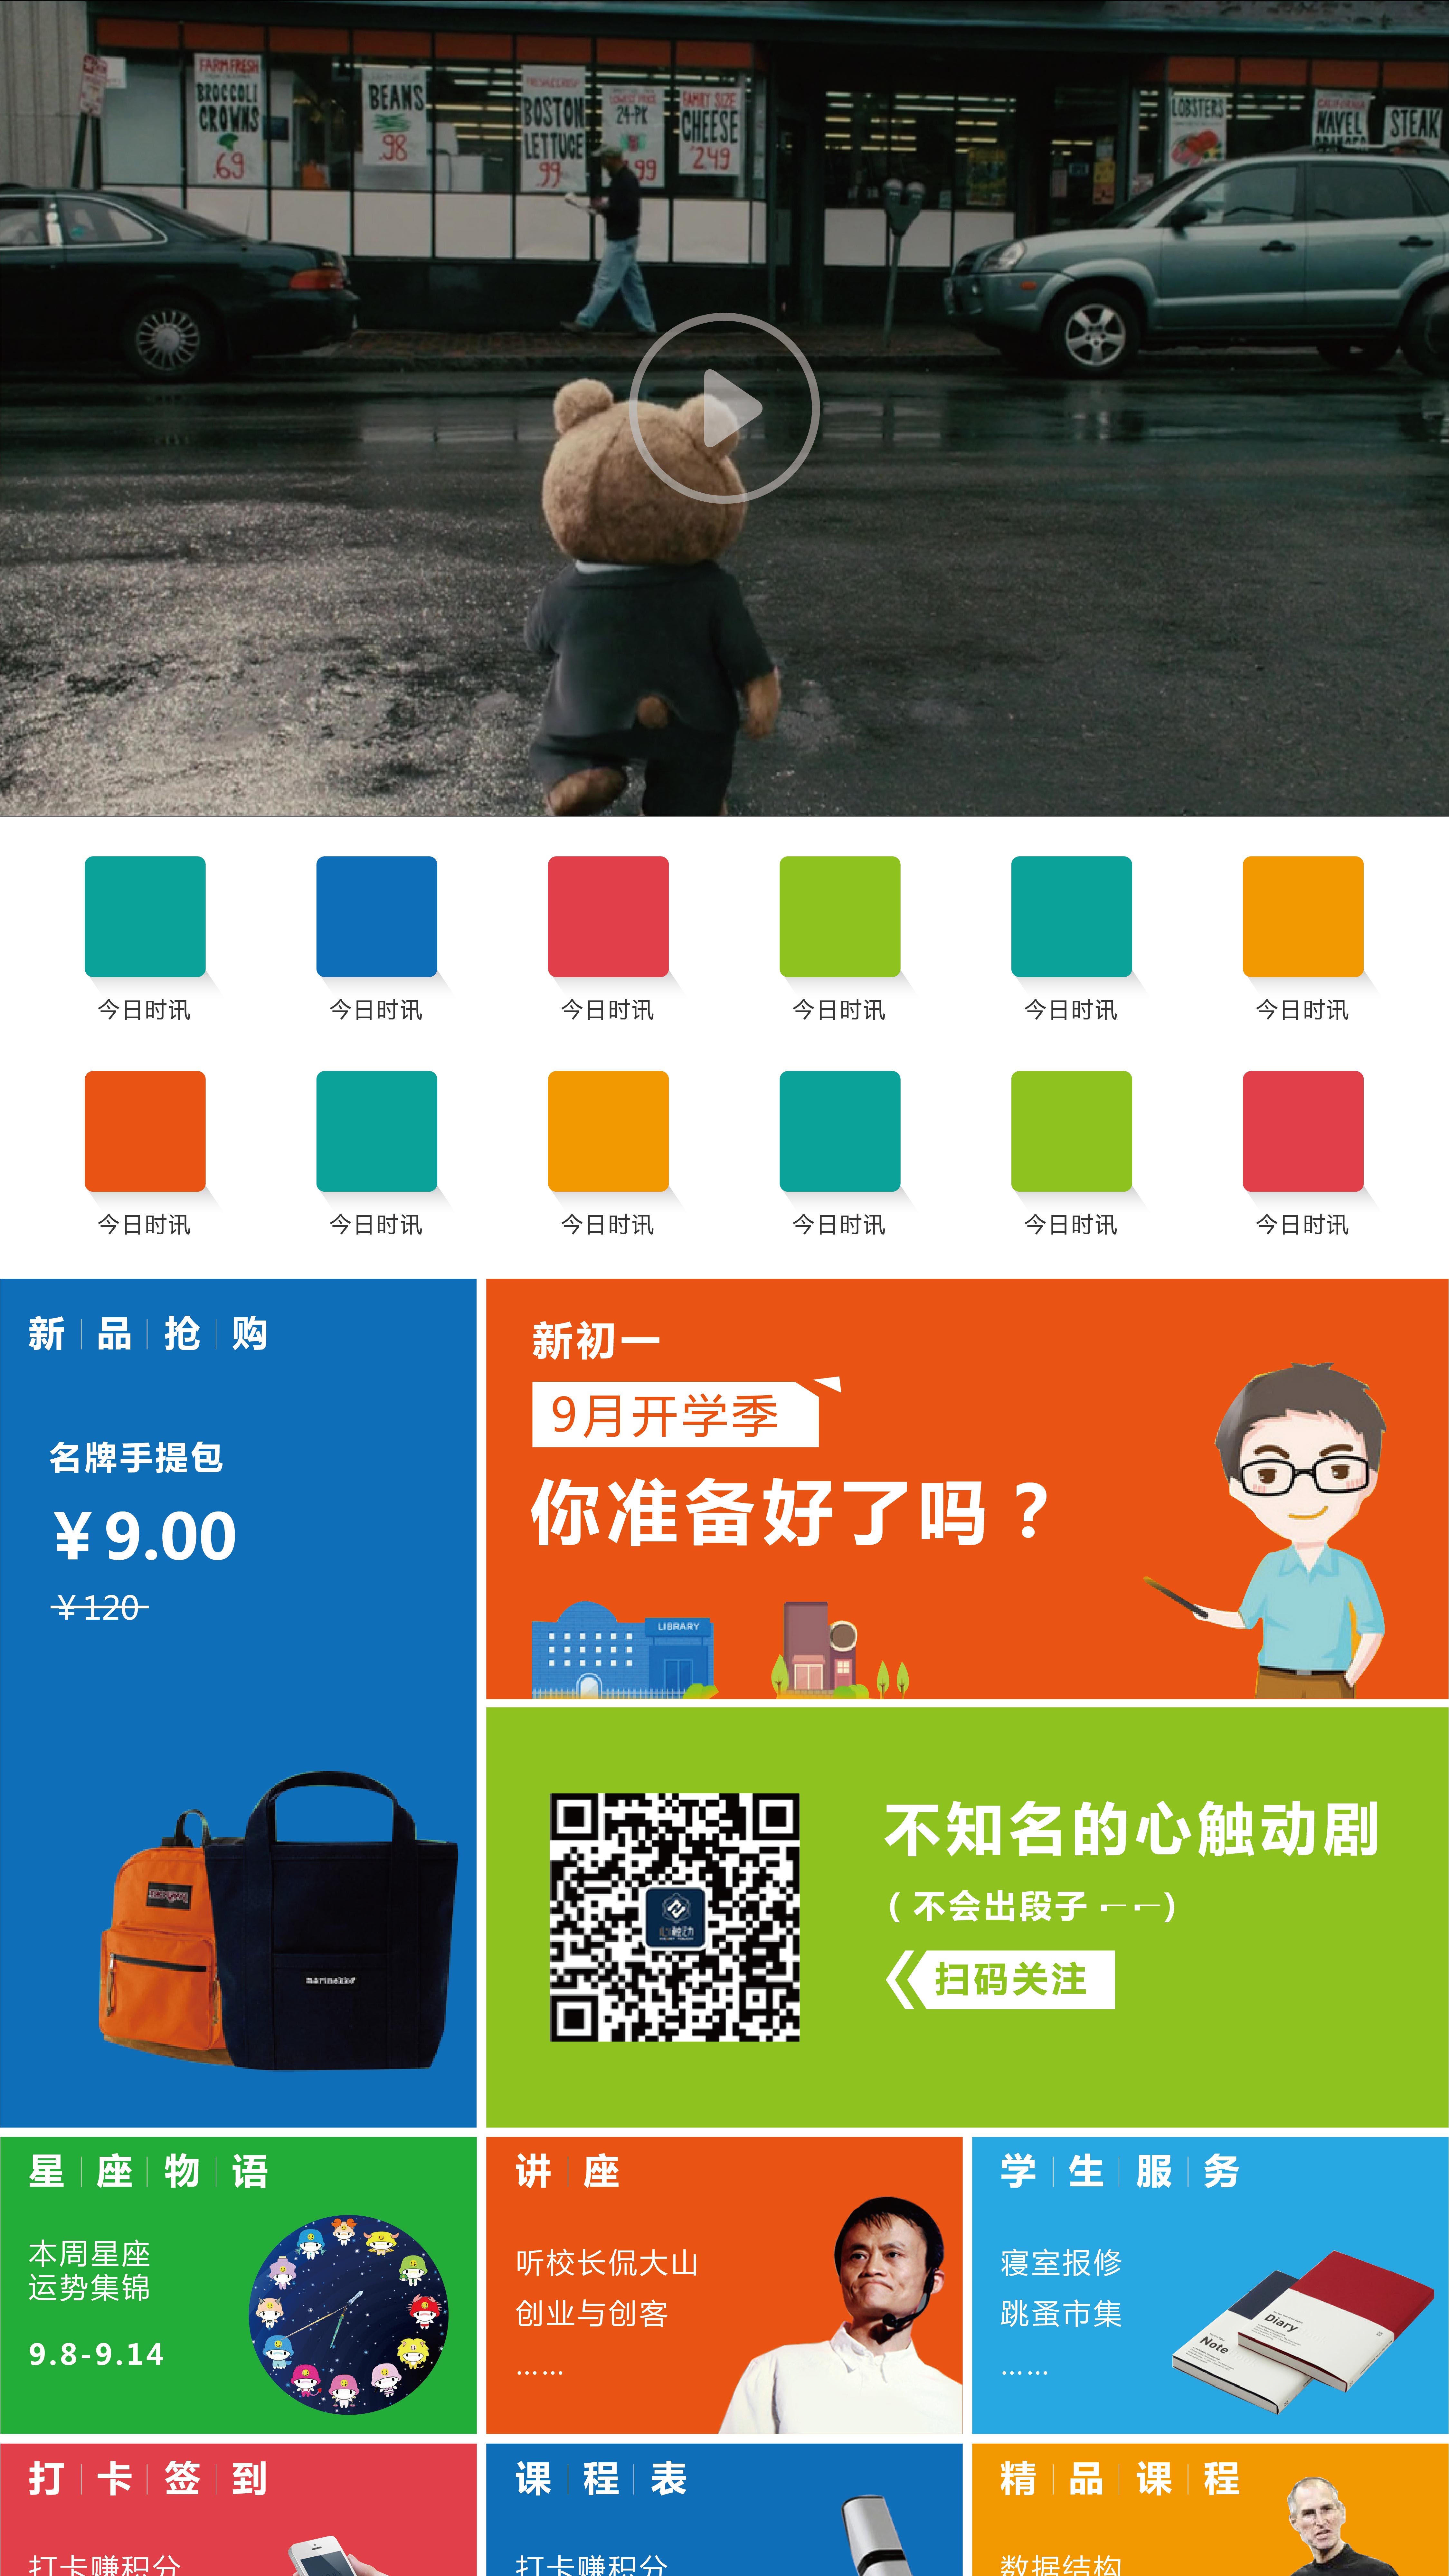 FARM FRESH
BROCCOLI
CROWNS
.69
BEANS
.98
BOSTON
LETTUCE
.99
LOWEST PRICE
24-PK
.99
FAMILY SIZE
CHEESE
2.49
LOBSTERS
CALIFORNIA
NAVEL
STEAK
今日时讯
今日时讯
今日时讯
今日时讯
今日时讯
今日时讯
今日时讯
今日时讯
今日时讯
今日时讯
今日时讯
今日时讯
新品抢购
名牌手提包
￥9.00
￥120
marimekko
新初一
9月开学季
你准备好了吗？
LIBRARY
不知名的心触动剧
（不会出段子 ━ ━）
扫码关注
星座物语
本周星座
运势集锦
9.8-9.14
讲座
听校长侃大山
创业与创客
……
学生服务
寝室报修
跳蚤市集
……
Diary
Note
打卡签到
打卡赚积分
课程表
打卡赚积分
精品课程
数据结构